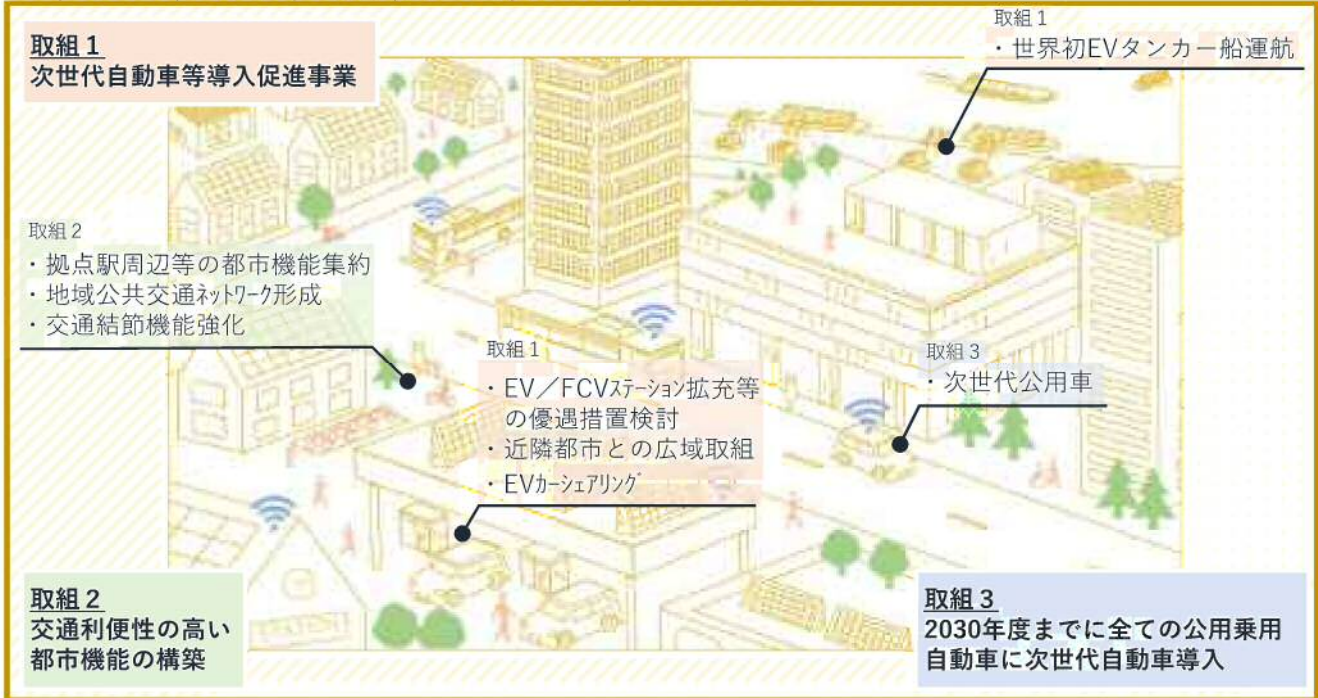 取組1
次世代自動車等導入促進事業
取組1
・世界初EVタンカー船運航
取組2
・拠点駅周辺等の都市機能集約
・地域公共交通ネットワーク形成
・交通結節機能強化
取組1
・EV／FCVステーション拡充等
の優遇措置検討
・近隣都市との広域取組
・EVカーシェアリング
取組3
・次世代公用車
取組2
交通利便性の高い
都市機能の構築
取組3
2030年度までに全ての公用乗用
自動車に次世代自動車導入